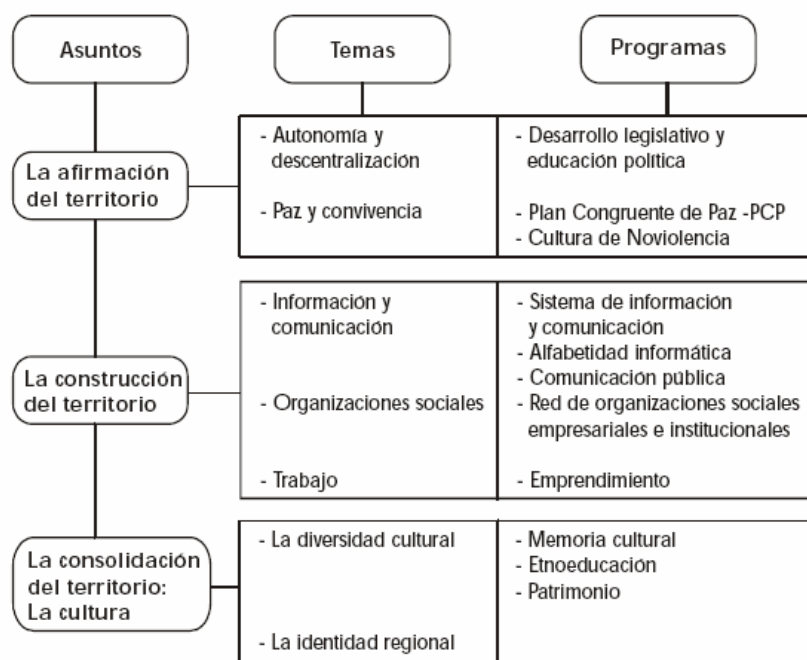 Asuntos
Temas
Programas
La afirmación
del territorio
- Autonomía y
descentralización
- Paz y convivencia
- Desarrollo legislativo y
educación política
- Plan Congruente de Paz -PCP
- Cultura de Noviolencia
La construcción
del territorio
- Información y
comunicación
- Organizaciones sociales
- Trabajo
- Sistema de información
y comunicación
- Alfabetidad informática
- Comunicación pública
- Red de organizaciones sociales
empresariales e institucionales
- Emprendimiento
La consolidación
del territorio:
La cultura
- La diversidad cultural
- La identidad regional
- Memoria cultural
- Etnoeducación
- Patrimonio